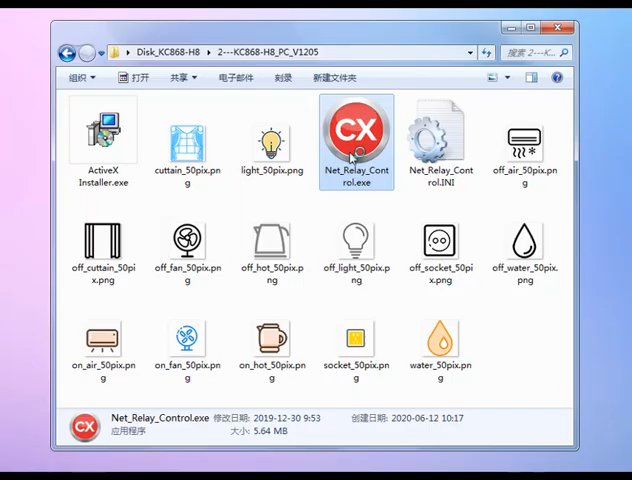 Disk_KC868-H8
2---KC868-H8_PC_V1205
搜索 2---K...
组织
打开
共享
电子邮件
刻录
新建文件夹
ActiveX
Installer.exe
cuttain_50pix.pn
g
light_50pix.png
CX
Net_Relay_Cont
rol.exe
Net_Relay_Cont
rol.INI
off_air_50pix.pn
g
off_cuttain_50pi
x.png
off_fan_50pix.pn
g
off_hot_50pix.p
ng
off_light_50pix.p
ng
off_socket_50pi
x.png
off_water_50pix.
png
on_air_50pix.pn
g
on_fan_50pix.pn
g
on_hot_50pix.p
ng
socket_50pix.pn
g
water_50pix.pn
g
CX
Net_Relay_Control.exe 修改日期: 2019-12-30 9:53 创建日期: 2020-06-12 10:17
应用程序 大小: 5.64 MB